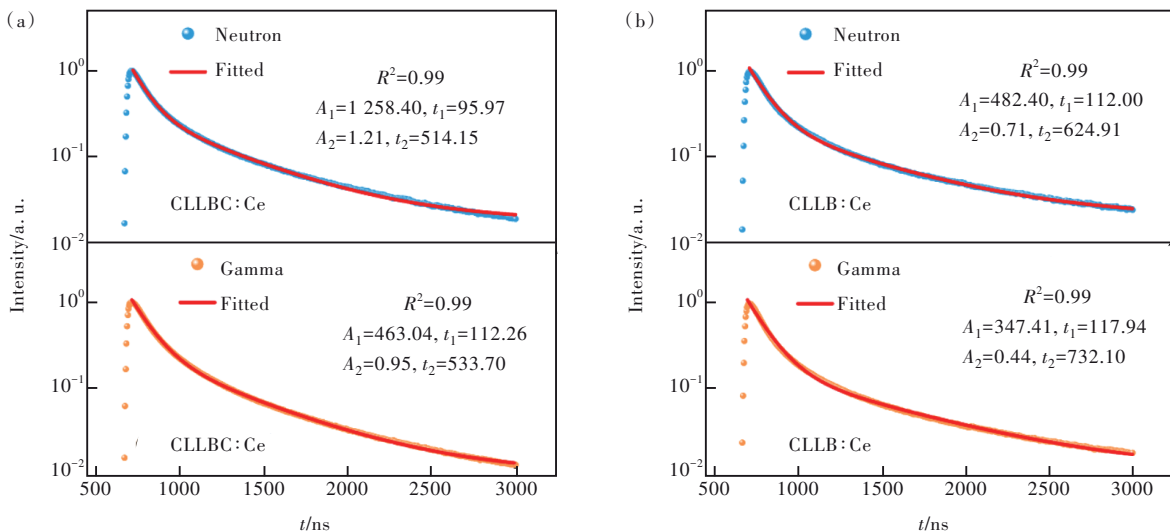 (a)
Neutron
Fitted
R²=0.99
A₁=1 258.40, t₁=95.97
A₂=1.21, t₂=514.15
CLLBC:Ce
10⁰
10⁻¹
10⁻²
Gamma
Fitted
R²=0.99
A₁=463.04, t₁=112.26
A₂=0.95, t₂=533.70
CLLBC:Ce
10⁰
10⁻¹
10⁻²
Intensity/a. u.
500 1000 1500 2000 2500 3000
t/ns
(b)
Neutron
Fitted
R²=0.99
A₁=482.40, t₁=112.00
A₂=0.71, t₂=624.91
CLLB:Ce
10⁰
10⁻¹
10⁻²
Gamma
Fitted
R²=0.99
A₁=347.41, t₁=117.94
A₂=0.44, t₂=732.10
CLLB:Ce
10⁰
10⁻¹
10⁻²
Intensity/a. u.
500 1000 1500 2000 2500 3000
t/ns